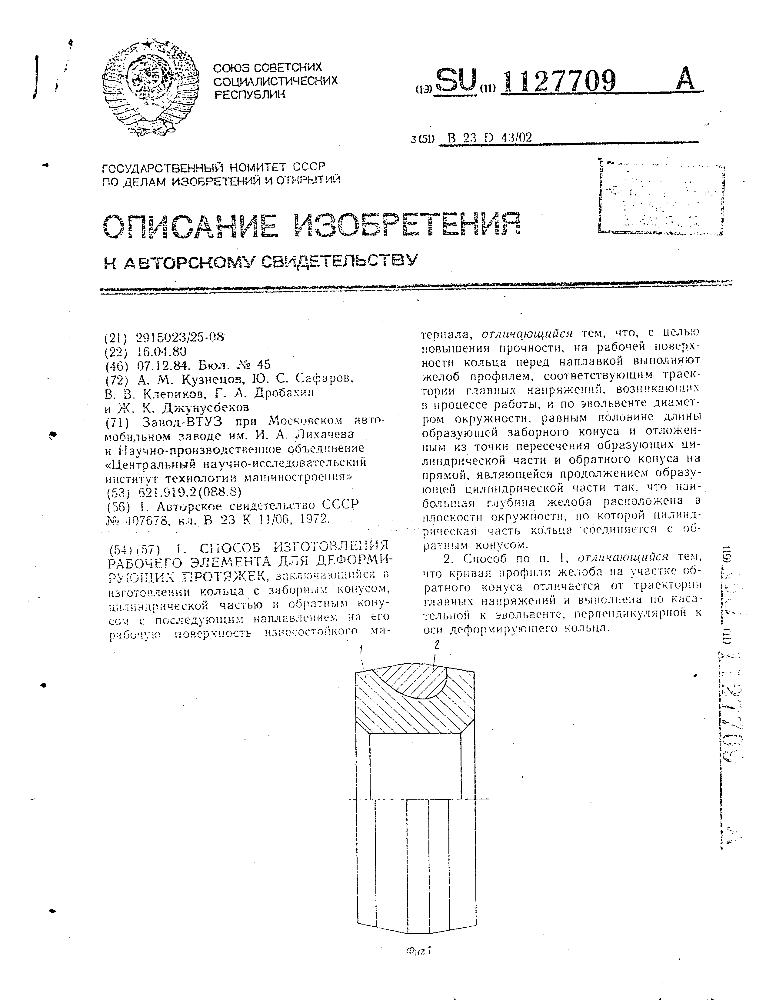 СОЮЗ СОВЕТСКИХ
СОЦИАЛИСТИЧЕСКИХ
РЕСПУБЛИК
(19) SU (11) 1127709 A
3(51) B 23 D 43/02
ГОСУДАРСТВЕННЫЙ КОМИТЕТ СССР
ПО ДЕЛАМ ИЗОБРЕТЕНИЙ И ОТКРЫТИЙ
ОПИСАНИЕ ИЗОБРЕТЕНИЯ
К АВТОРСКОМУ СВИДЕТЕЛЬСТВУ
(21) 2915023/25-08
(22) 16.04.80
(46) 07.12.84. Бюл. № 45
(72) А. М. Кузнецов, Ю. С. Сафаров,
В. В. Клепиков, Г. А. Дробахин
и Ж. К. Джунусбеков
(71) Завод-ВТУЗ при Московском авто-
мобильном заводе им. И. А. Лихачева
и Научно-производственное объединение
«Центральный научно-исследовательский
институт технологии машиностроения»
(53) 621.919.2(088.8)
(56) 1. Авторское свидетельство СССР
№ 407678, кл. В 23 К 11/06, 1972.
(54)(57) 1. СПОСОБ ИЗГОТОВЛЕНИЯ
РАБОЧЕГО ЭЛЕМЕНТА ДЛЯ ДЕФОРМИ-
РУЮЩИХ ПРОТЯЖЕК, заключающийся в
изготовлении кольца с заборным конусом,
цилиндрической частью и обратным кону-
сом с последующим наплавлением на его
рабочую поверхность износостойкого ма-
териала, отличающийся тем, что, с целью
повышения прочности, на рабочей поверх-
ности кольца перед наплавкой выполняют
желоб профилем, соответствующим траек-
тории главных напряжений, возникающих
в процессе работы, и по эвольвенте диамет-
ром окружности, равным половине длины
образующей заборного конуса и отложен-
ным из точки пересечения образующих ци-
линдрической части и обратного конуса на
прямой, являющейся продолжением образу-
ющей цилиндрической части так, что наи-
большая глубина желоба расположена в
плоскости окружности, по которой цилинд-
рическая часть кольца соединяется с об-
ратным конусом.
2. Способ по п. 1, отличающийся тем,
что кривая профиля желоба на участке об-
ратного конуса отличается от траектории
главных напряжений и выполнена по каса-
тельной к эвольвенте, перпендикулярной к
оси деформирующего кольца.
1
2
Фиг 1
(19) SU (11) 1127709 A